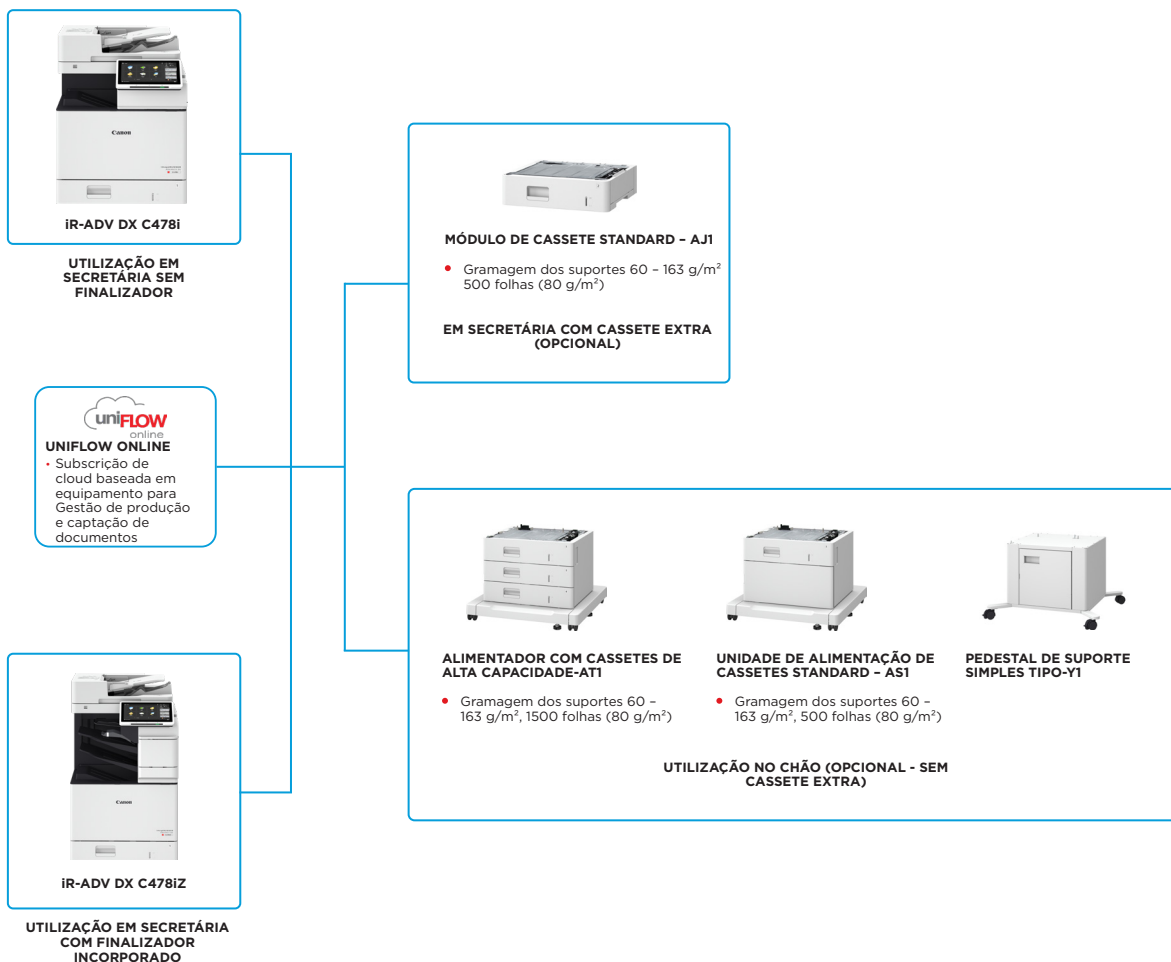 Canon
iR-ADV DX C478i
UTILIZAÇÃO EM
SECRETÁRIA SEM
FINALIZADOR
MÓDULO DE CASSETE STANDARD – AJ1
• Gramagem dos suportes 60 – 163 g/m²
500 folhas (80 g/m²)
EM SECRETÁRIA COM CASSETE EXTRA
(OPCIONAL)
uniFLOW
online
UNIFLOW ONLINE
• Subscrição de
cloud baseada em
equipamento para
Gestão de produção
e captação de
documentos
ALIMENTADOR COM CASSETES DE
ALTA CAPACIDADE-AT1
• Gramagem dos suportes 60 –
163 g/m², 1500 folhas (80 g/m²)
UNIDADE DE ALIMENTAÇÃO DE
CASSETES STANDARD – AS1
• Gramagem dos suportes 60 –
163 g/m², 500 folhas (80 g/m²)
PEDESTAL DE SUPORTE
SIMPLES TIPO-Y1
UTILIZAÇÃO NO CHÃO (OPCIONAL - SEM
CASSETE EXTRA)
Canon
iR-ADV DX C478iZ
UTILIZAÇÃO EM SECRETÁRIA
COM FINALIZADOR
INCORPORADO